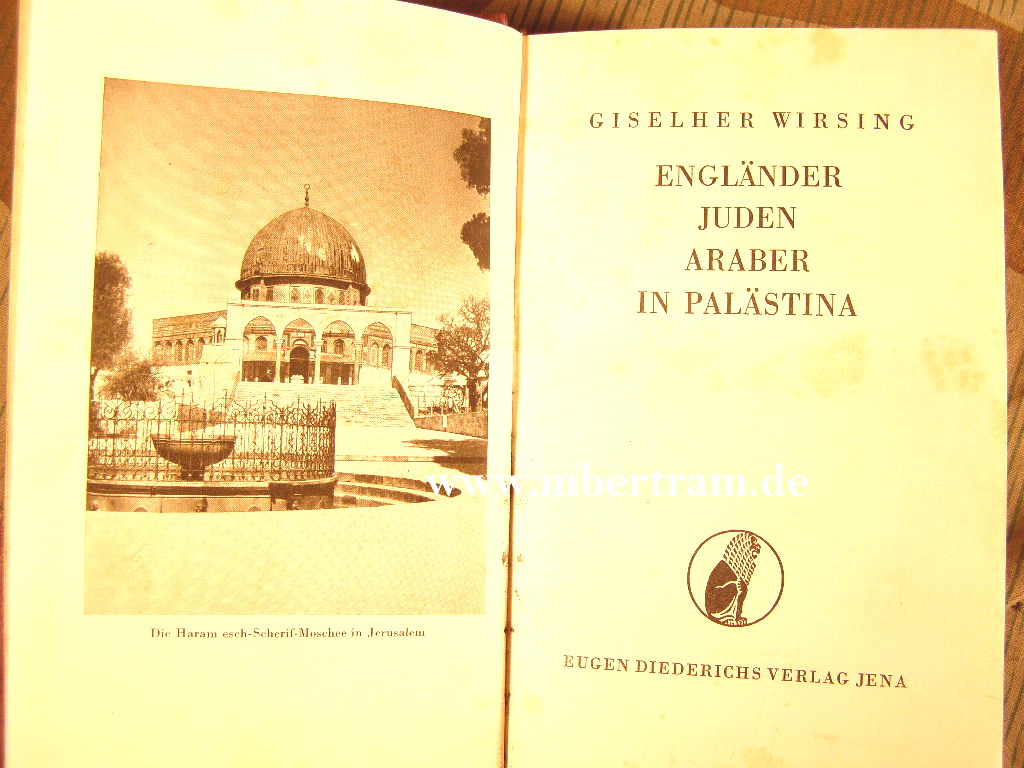 Die Haram esch-Scherif-Moschee in Jerusalem
GISELHER WIRSING
ENGLÄNDER
JUDEN
ARABER
IN PALÄSTINA
www.mbertram.de
EUGEN DIEDERICHS VERLAG JENA